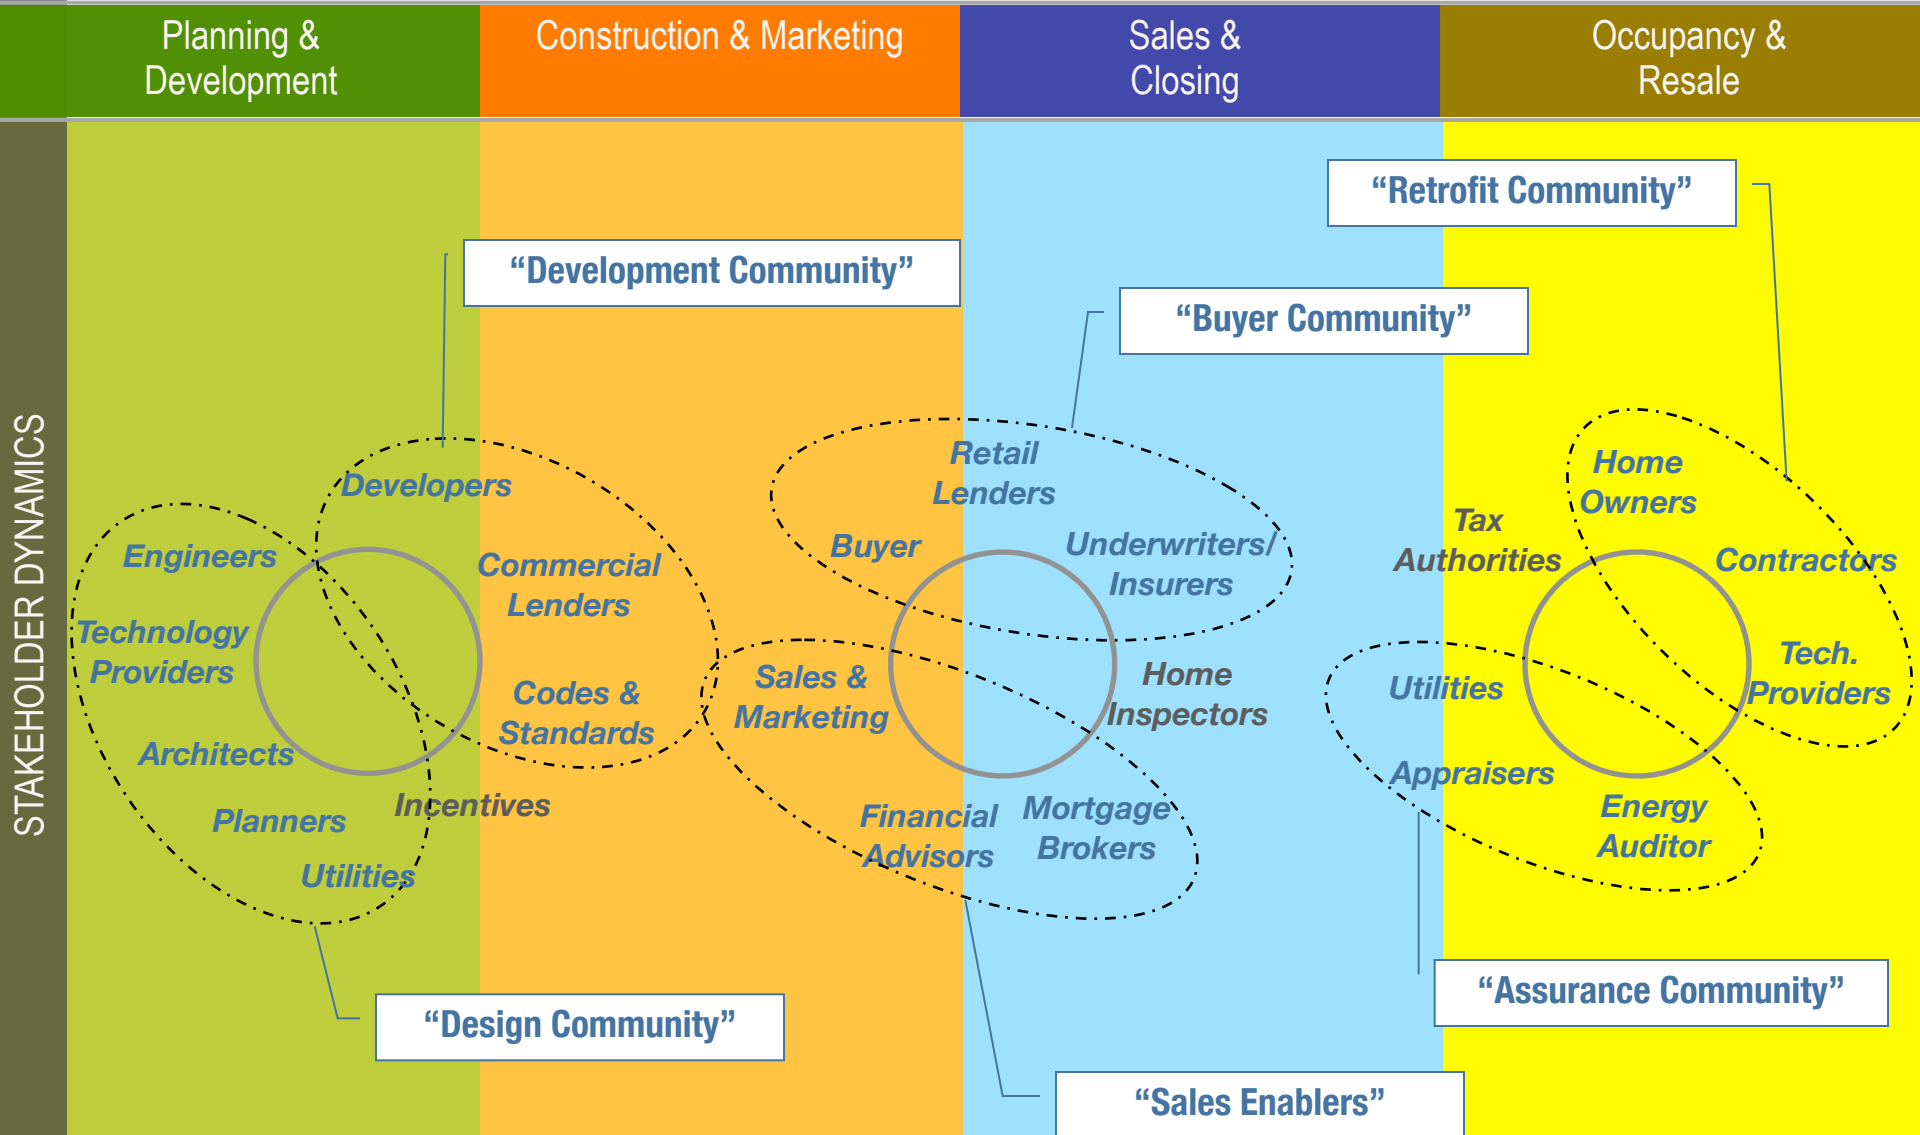 Planning &
Development
Construction & Marketing
Sales &
Closing
Occupancy &
Resale
STAKEHOLDER DYNAMICS
“Retrofit Community”
“Development Community”
“Buyer Community”
Developers
Engineers
Commercial
Lenders
Technology
Providers
Codes &
Standards
Architects
Incentives
Planners
Utilities
Retail
Lenders
Buyer
Underwriters/
Insurers
Sales &
Marketing
Home
Inspectors
Financial
Advisors
Mortgage
Brokers
Home
Owners
Tax
Authorities
Contractors
Tech.
Providers
Utilities
Appraisers
Energy
Auditor
“Assurance Community”
“Design Community”
“Sales Enablers”